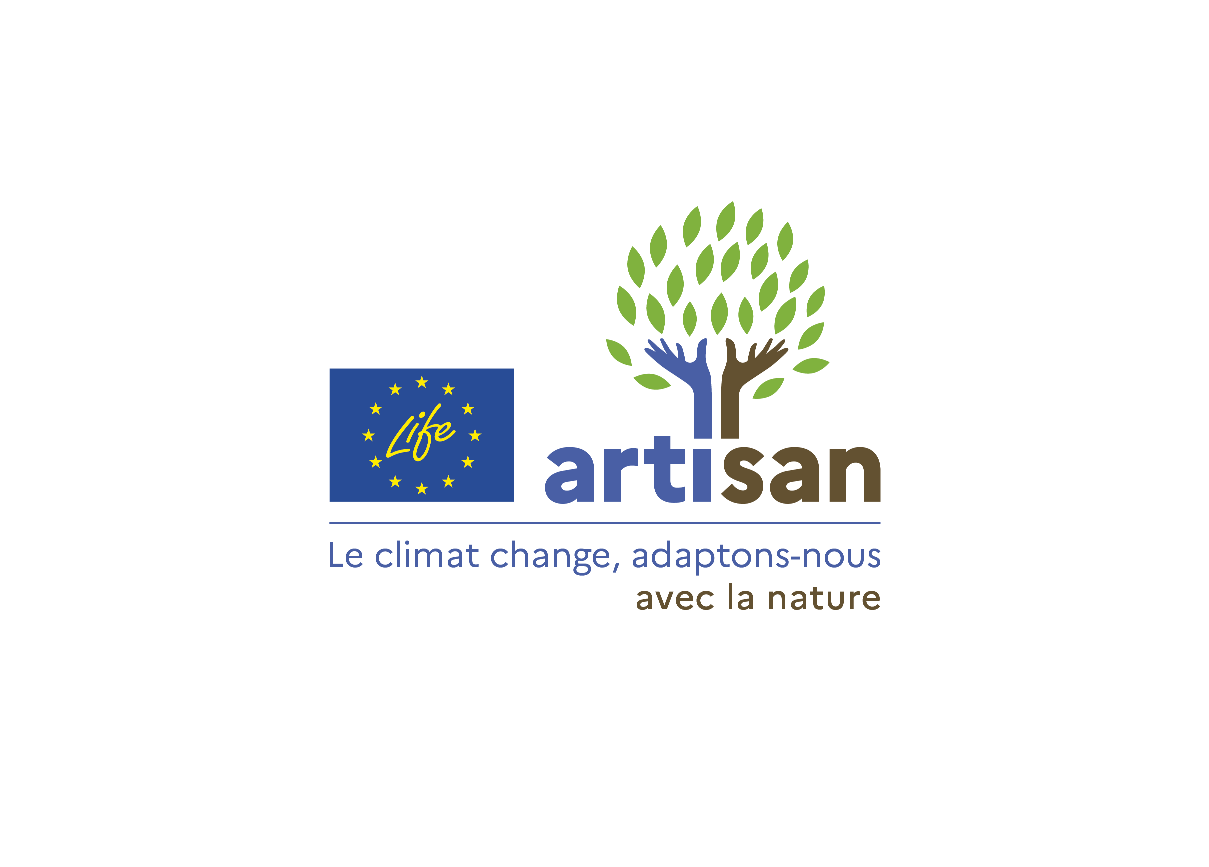 Life
artisan
Le climat change, adaptons-nous
avec la nature